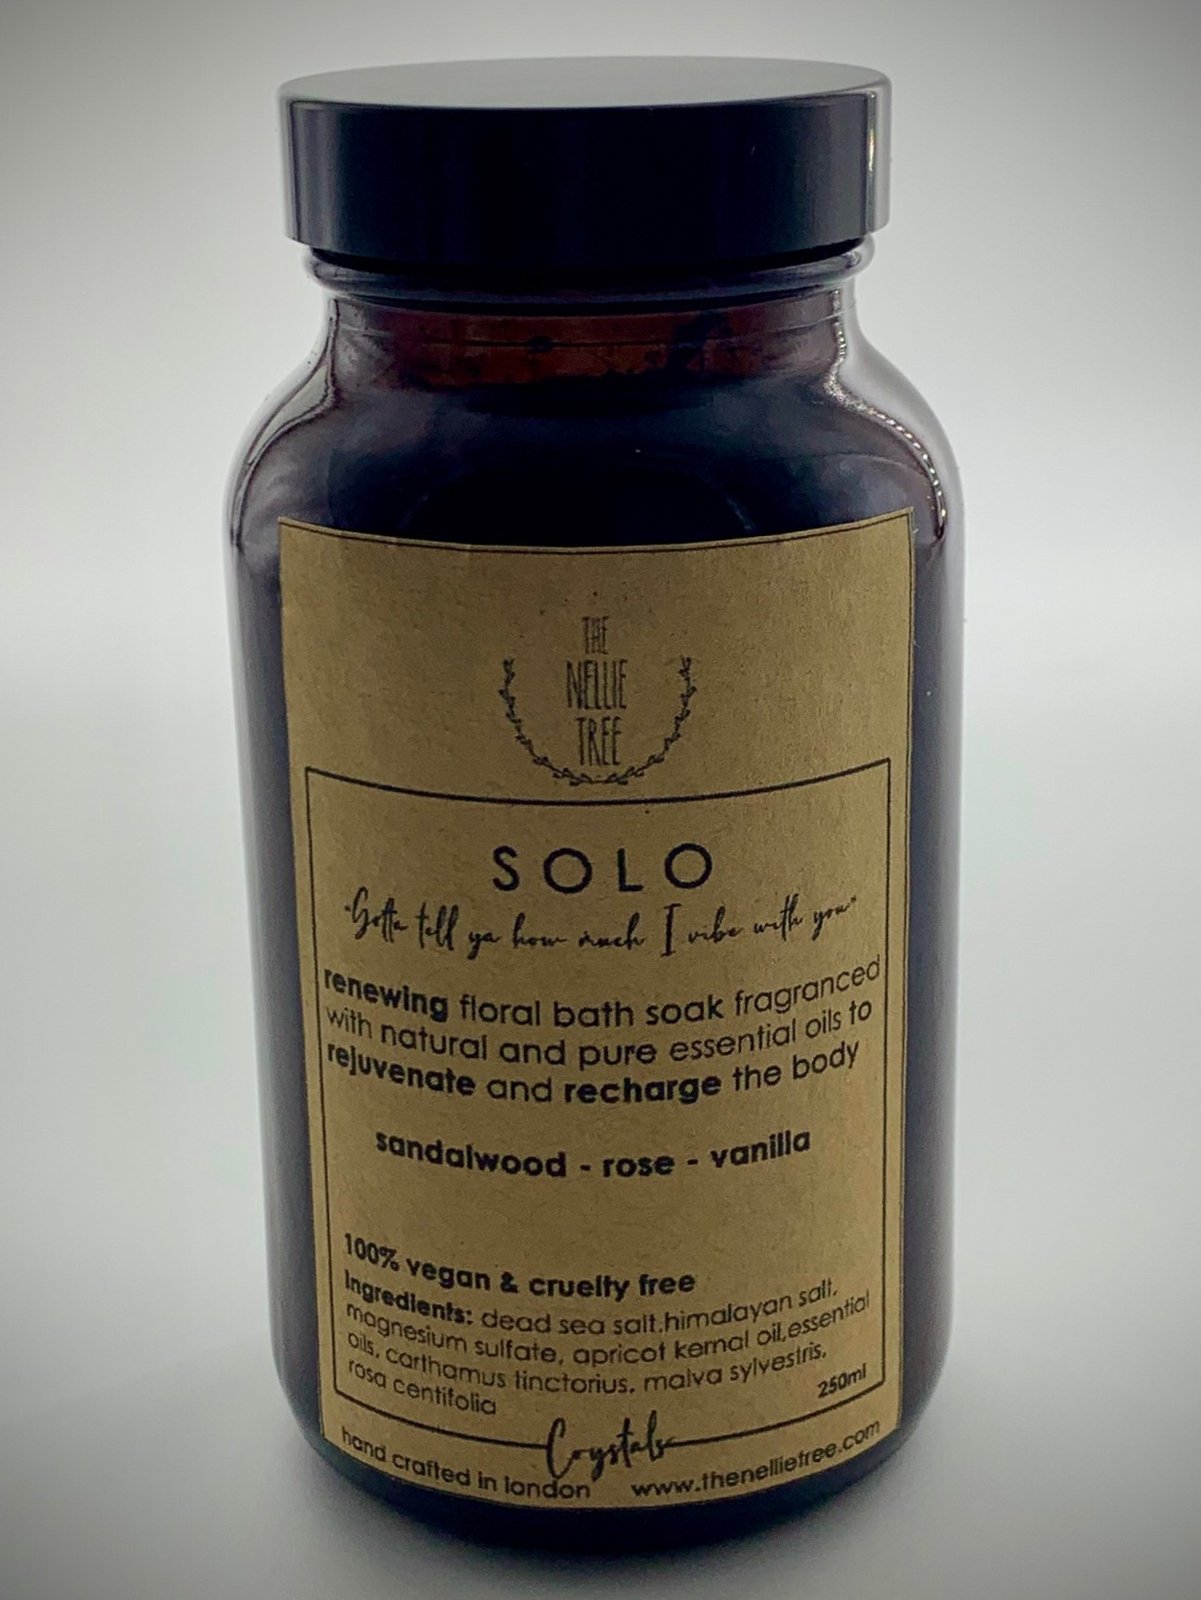 THE
NELLIE
TREE
SOLO
"Gotta tell ya how much I vibe with you"
renewing floral bath soak fragranced
with natural and pure essential oils to
rejuvenate and recharge the body
sandalwood - rose - vanilla
100% vegan & cruelty free
Ingredients: dead sea salt,himalayan salt,
magnesium sulfate, apricot kernal oil,essential
oils, carthamus tinctorius, malva sylvestris,
rosa centifolia
250ml
Crystals
hand crafted in london
www.thenellietree.com